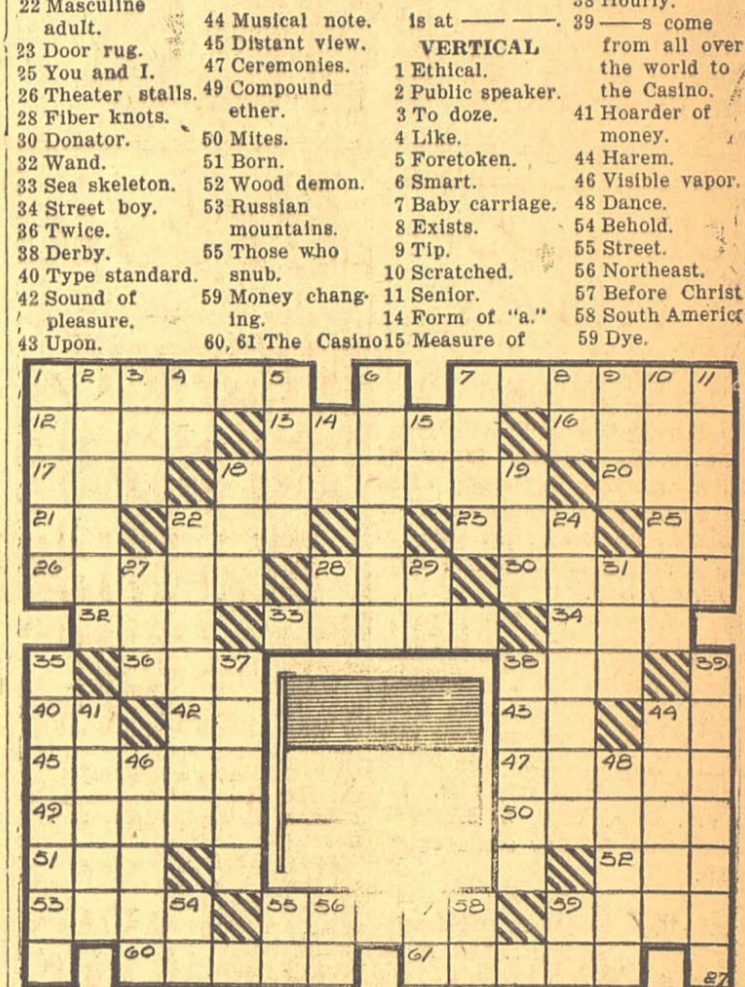 22 Masculine
adult.
23 Door rug.
25 You and I.
26 Theater stalls.
28 Fiber knots.
30 Donator.
32 Wand.
33 Sea skeleton.
34 Street boy.
36 Twice.
38 Derby.
40 Type standard.
42 Sound of
pleasure.
43 Upon.
44 Musical note.
45 Distant view.
47 Ceremonies.
49 Compound
ether.
50 Mites.
51 Born.
52 Wood demon.
53 Russian
mountains.
55 Those who
snub.
59 Money chang-
ing.
60, 61 The Casino
is at —— ——.
VERTICAL
1 Ethical.
2 Public speaker.
3 To doze.
4 Like.
5 Foretoken.
6 Smart.
7 Baby carriage.
8 Exists.
9 Tip.
10 Scratched.
11 Senior.
14 Form of "a."
15 Measure of
38 Hourly.
39 ——s come
from all over
the world to
the Casino.
41 Hoarder of
money.
44 Harem.
46 Visible vapor.
48 Dance.
54 Behold.
55 Street.
56 Northeast.
57 Before Christ
58 South America
59 Dye.
1 2 3 4 5 6 7 8 9 10 11
12 13 14 15 16
17 18 19 20
21 22 23 24 25
26 27 28 29 30 31
32 33 34
35 36 37 38 39
40 41 42 43 44
45 46 47 48
49 50
51 52
53 54 55 56 58 59
60 61
27